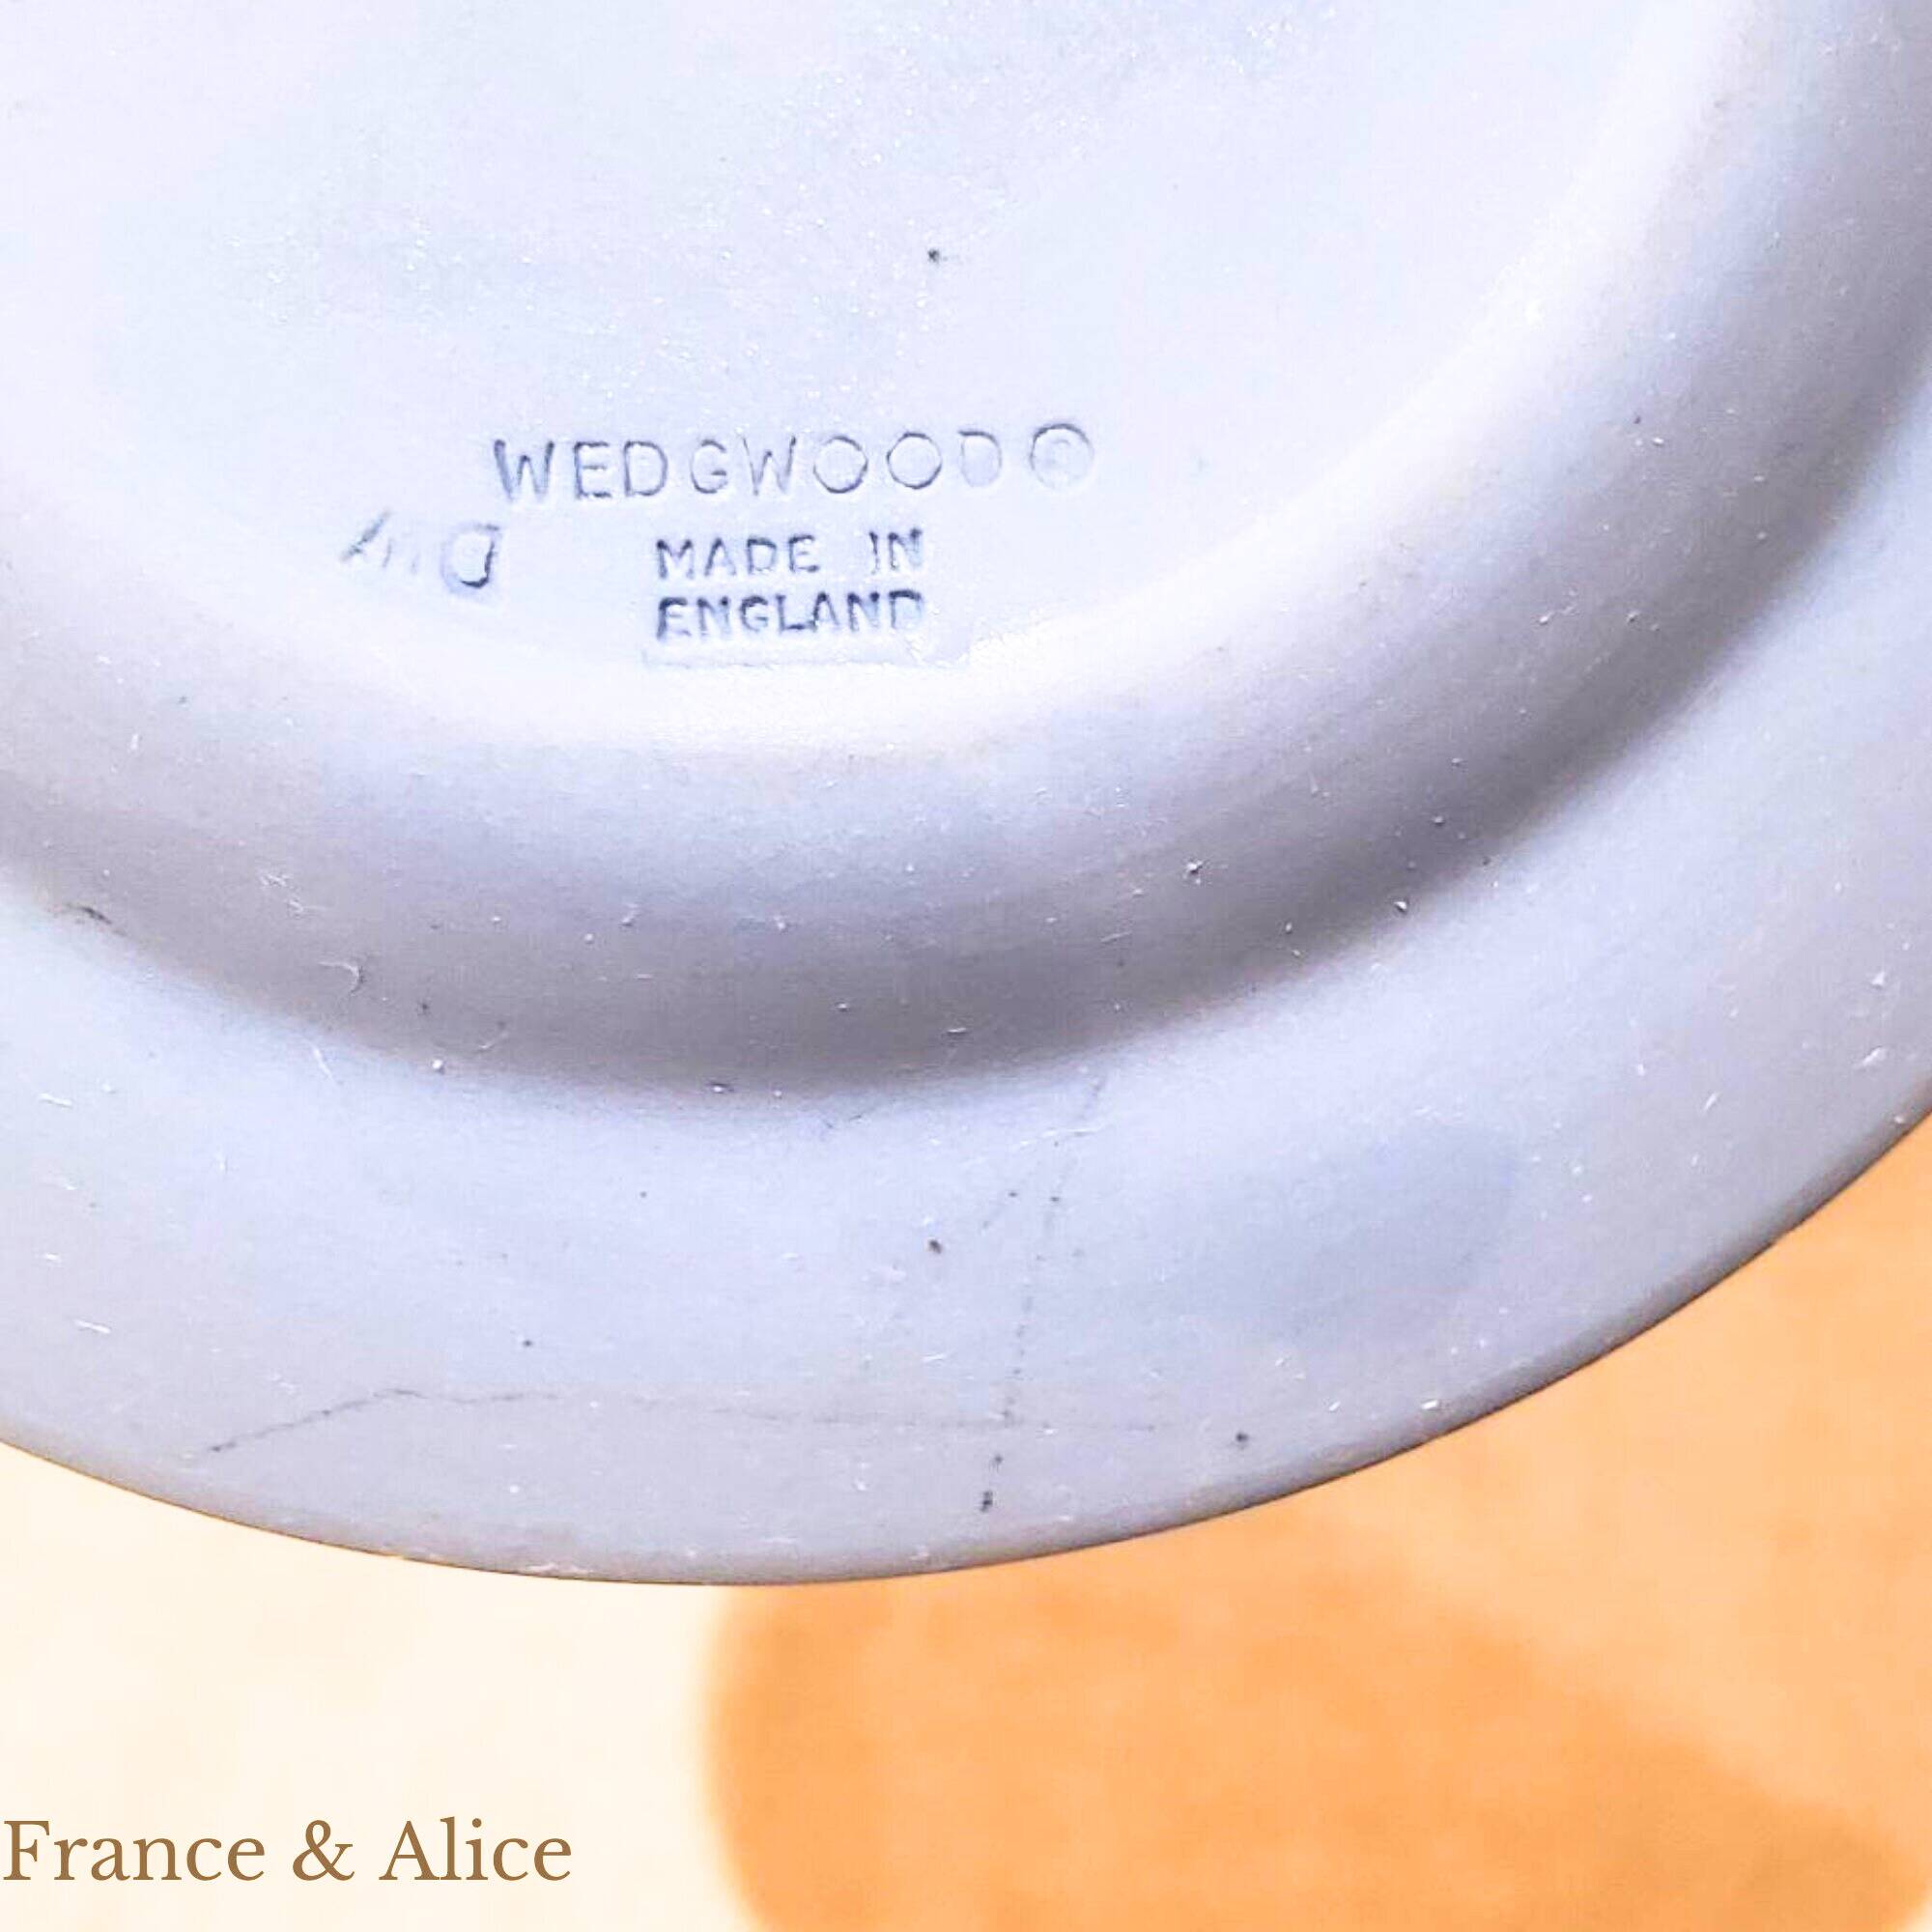 WEDGWOOD®
MADE IN
ENGLAND
France & Alice